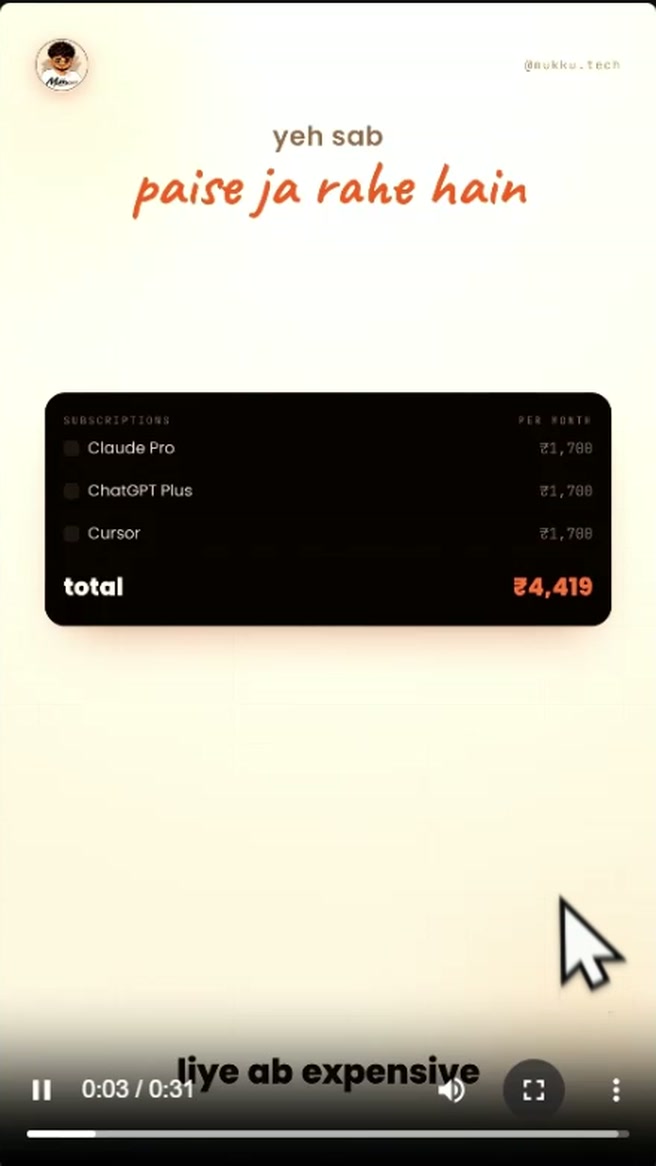 @mukku.tech
yeh sab
paise ja rahe hain
SUBSCRIPTIONS PER MONTH
Claude Pro ₹1,700
ChatGPT Plus ₹1,700
Cursor ₹1,700
total ₹4,419
liye ab expensive
0:03 / 0:31